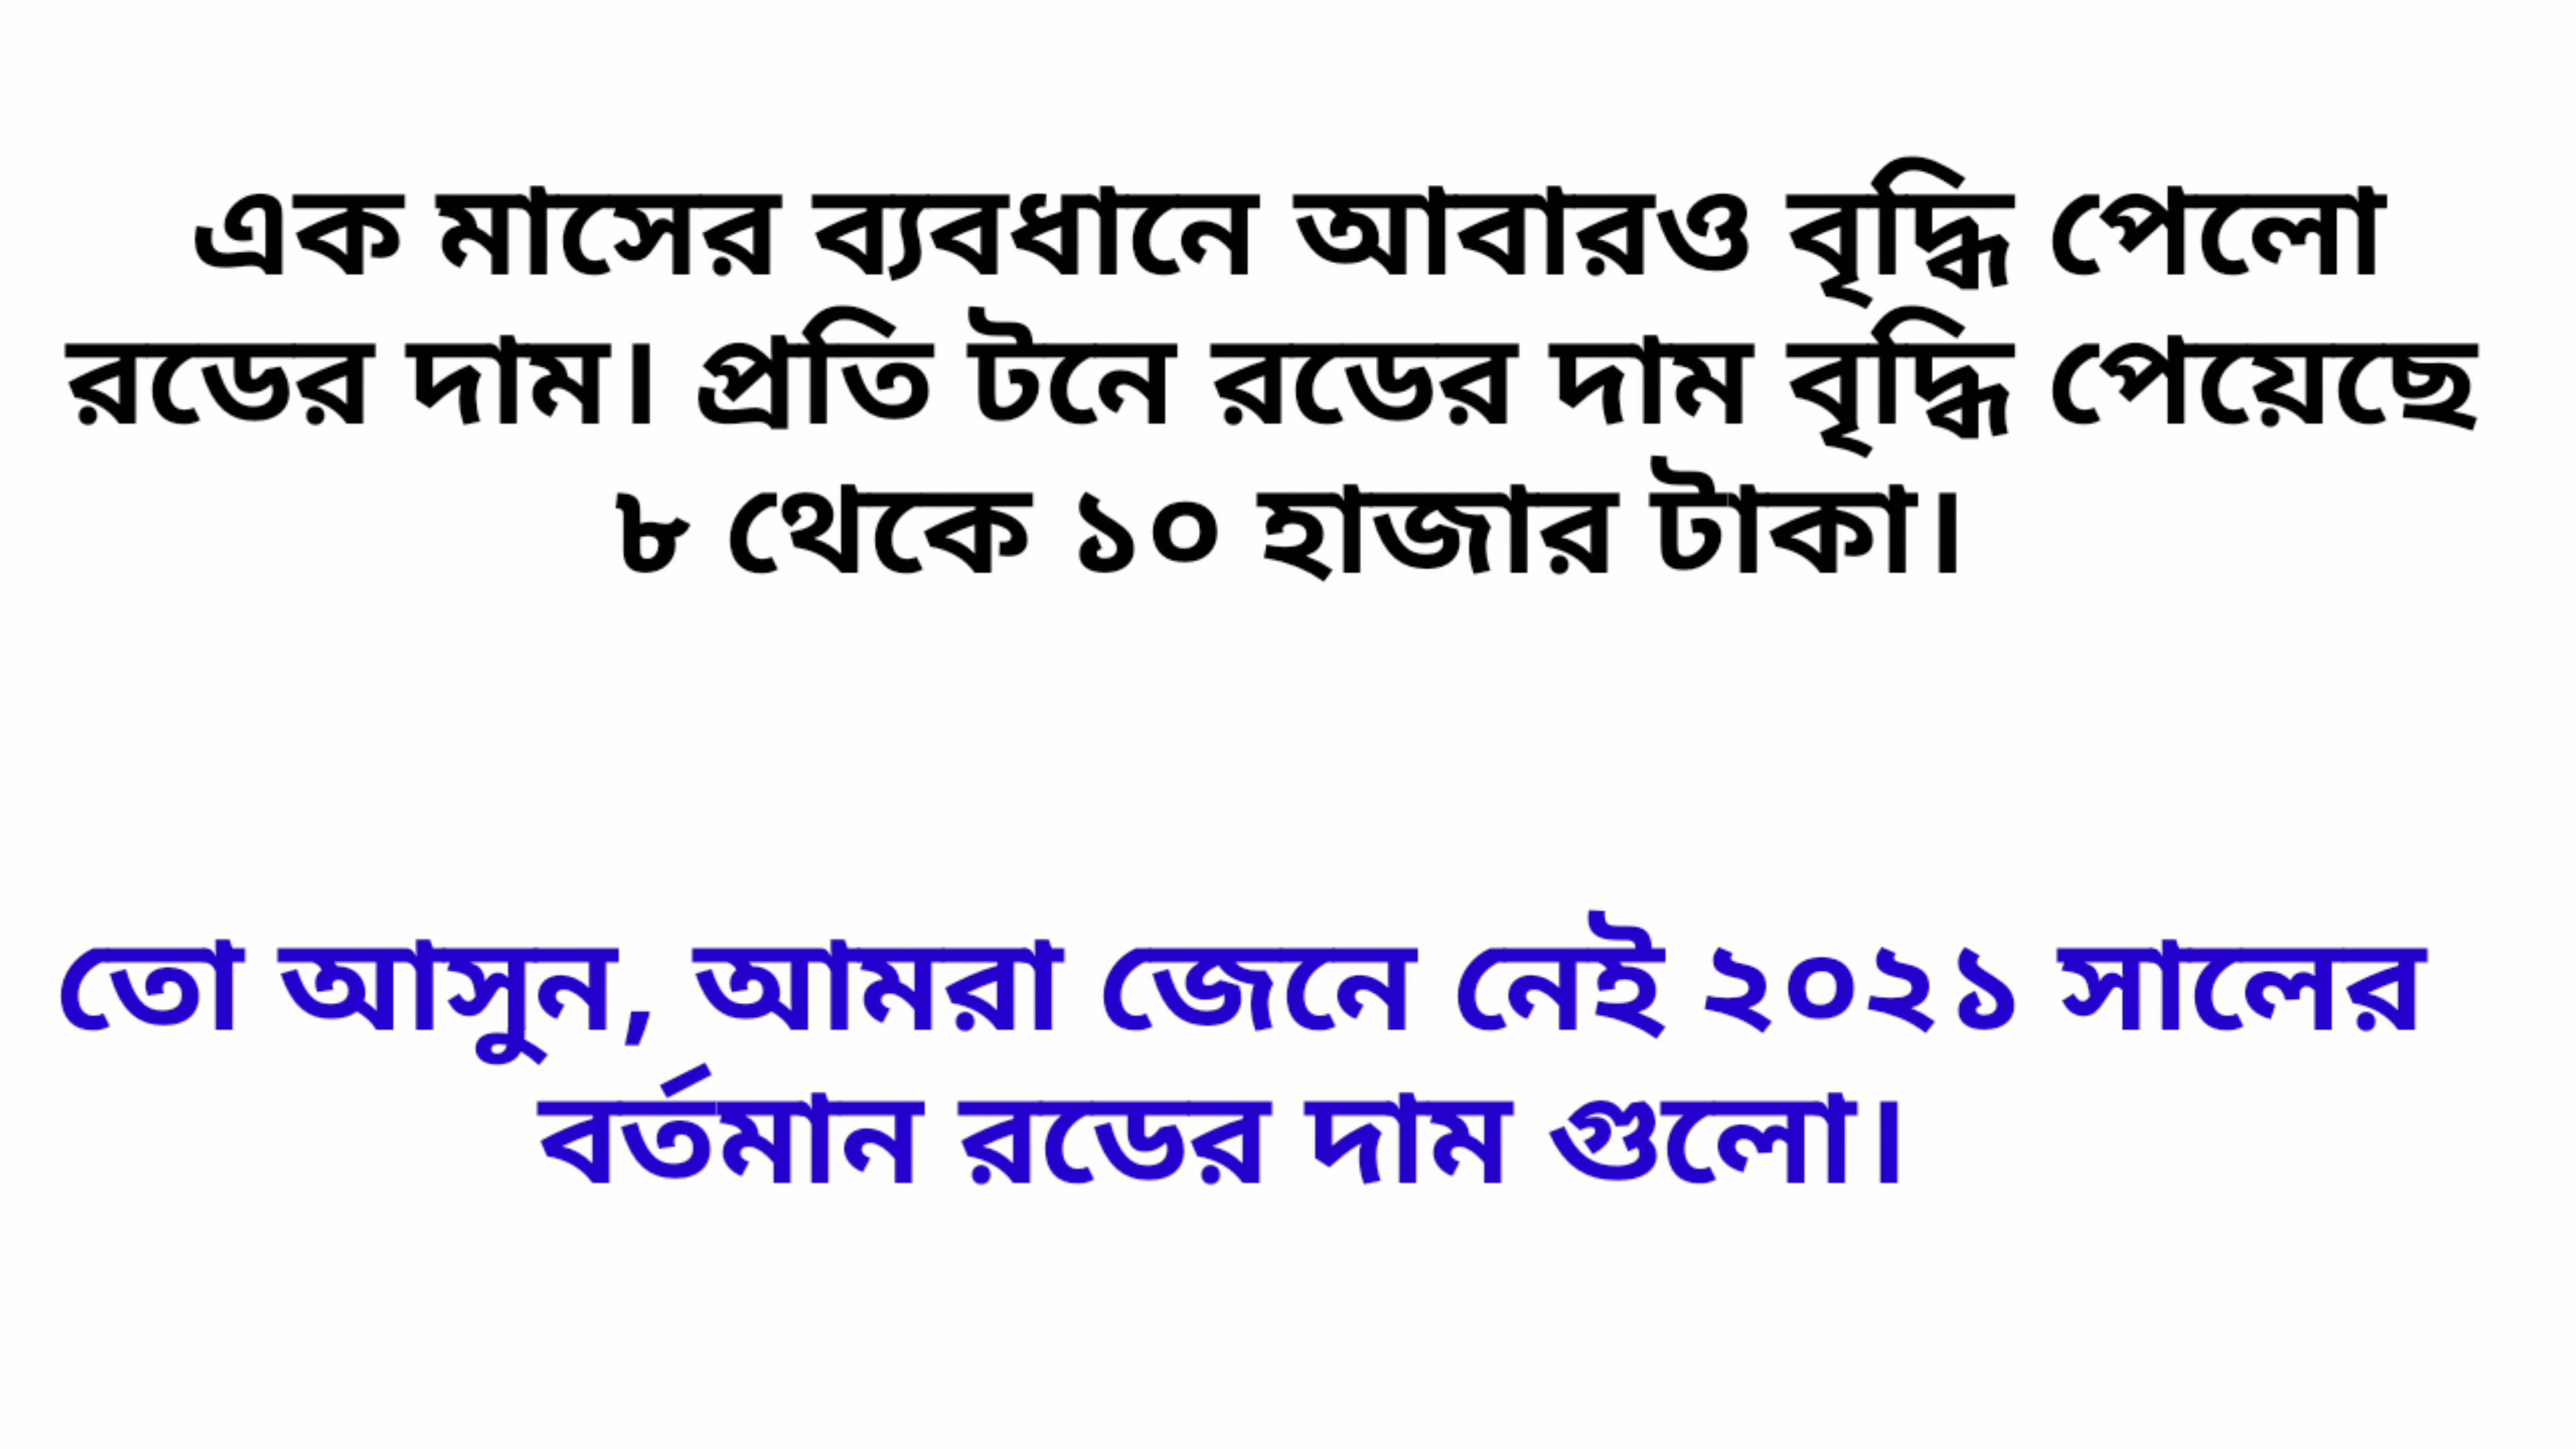 এক মাসের ব্যবধানে আবারও বৃদ্ধি পেলো
রডের দাম। প্রতি টনে রডের দাম বৃদ্ধি পেয়েছে
৮ থেকে ১০ হাজার টাকা।
তো আসুন, আমরা জেনে নেই ২০২১ সালের
বর্তমান রডের দাম গুলো।